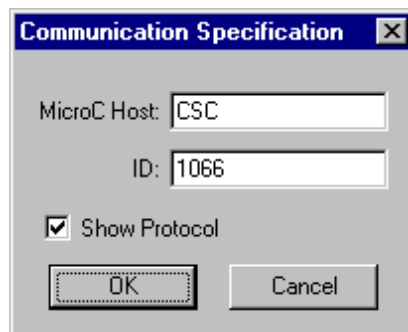 Communication Specification
MicroC Host: CSC
ID: 1066
Show Protocol
OK Cancel